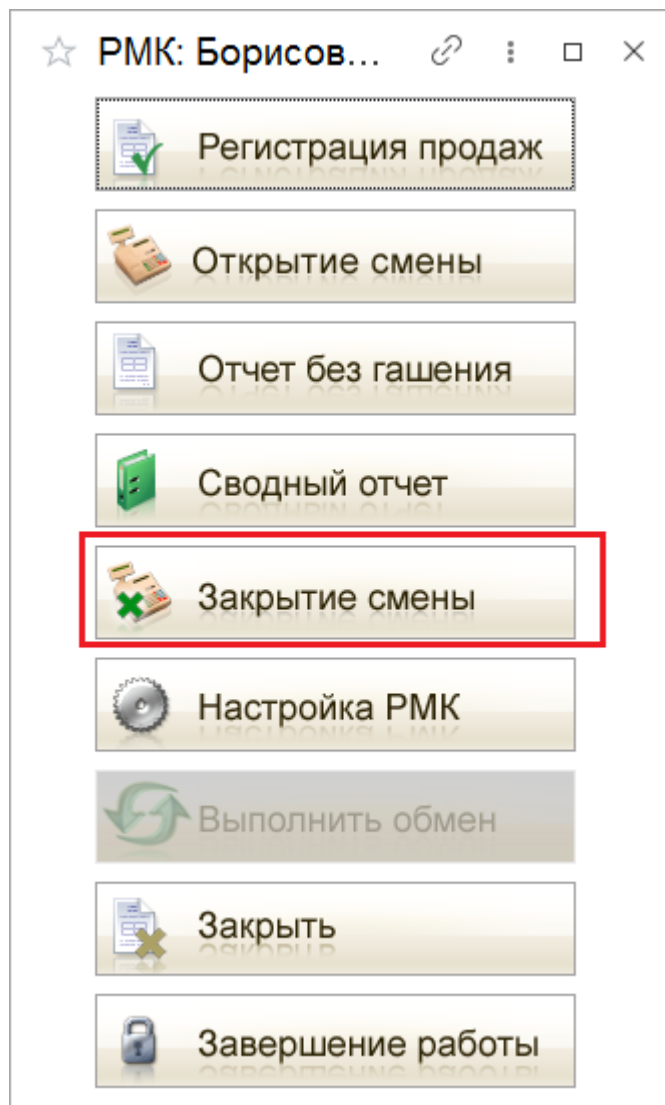 РМК: Борисов...
Регистрация продаж
Открытие смены
Отчет без гашения
Сводный отчет
Закрытие смены
Настройка РМК
Выполнить обмен
Закрыть
Завершение работы